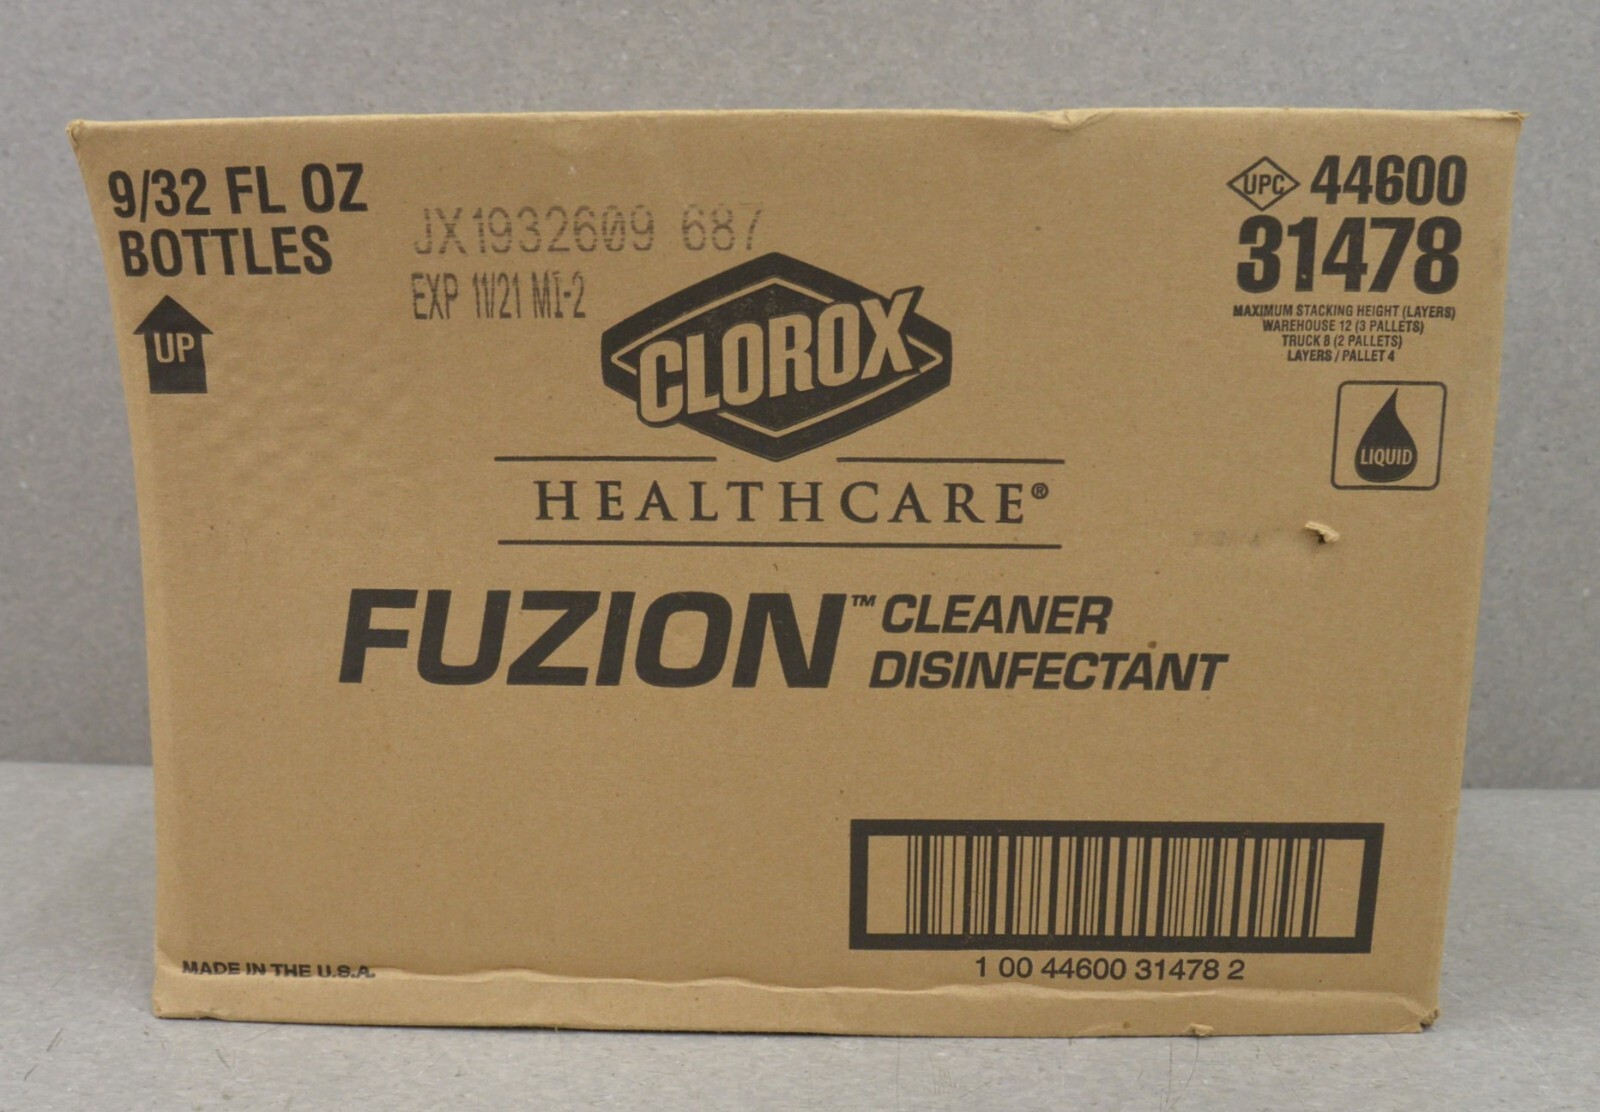 9/32 FL OZ
BOTTLES
UP
JX1932609 687
EXP 11/21 MI-2
CLOROX
HEALTHCARE®
FUZION™ CLEANER
DISINFECTANT
UPC 44600
31478
MAXIMUM STACKING HEIGHT (LAYERS)
WAREHOUSE 12 (3 PALLETS)
TRUCK 8 (2 PALLETS)
LAYERS / PALLET 4
LIQUID
MADE IN THE U.S.A.
1 00 44600 31478 2